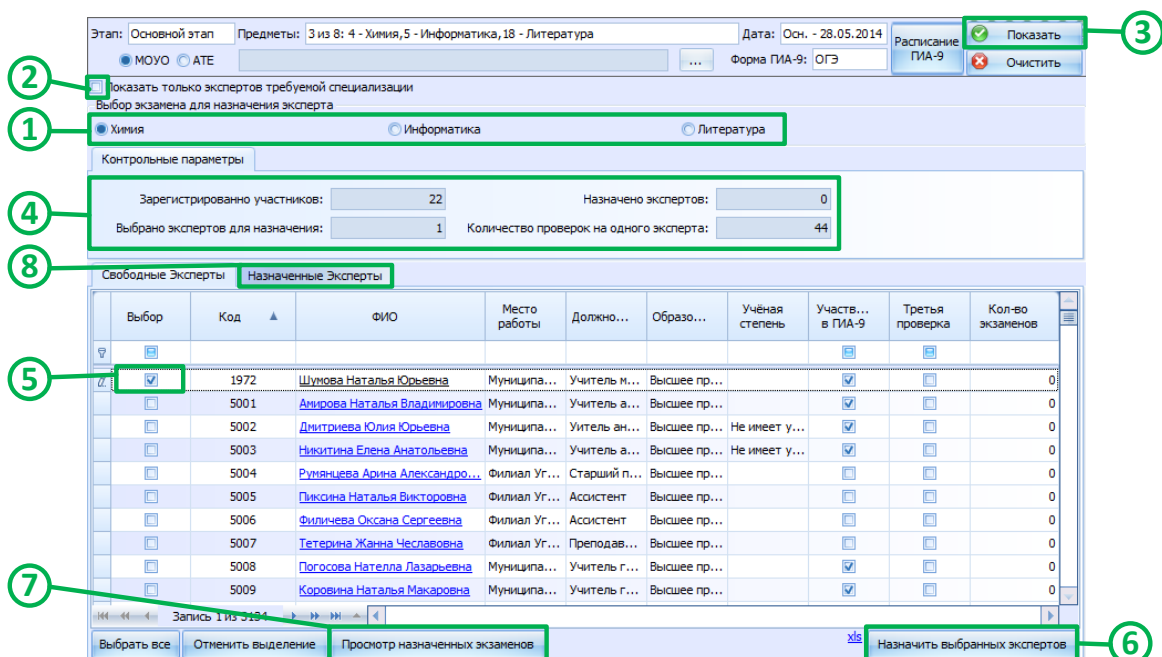 Этап: Основной этап Предметы: 3 из 8: 4 - Химия,5 - Информатика,18 - Литература Дата: Осн. - 28.05.2014 Расписание ГИА-9 Показать 3
МОУО АТЕ ... Форма ГИА-9: ОГЭ Очистить
2 Показать только экспертов требуемой специализации
Выбор экзамена для назначения эксперта
1 Химия Информатика Литература
Контрольные параметры
4 Зарегистрированно участников: 22 Назначено экспертов: 0
Выбрано экспертов для назначения: 1 Количество проверок на одного эксперта: 44
8 Свободные Эксперты Назначенные Эксперты
Выбор Код ФИО Место работы Должно... Образо... Учёная степень Участв... в ГИА-9 Третья проверка Кол-во экзаменов
5 1972 Шумова Наталья Юрьевна Муниципа... Учитель м... Высшее пр... 0
5001 Амирова Наталья Владимировна Муниципа... Учитель а... Высшее пр... 0
5002 Дмитриева Юлия Юрьевна Муниципа... Уитель ан... Высшее пр... Не имеет у... 0
5003 Никитина Елена Анатольевна Муниципа... Учитель а... Высшее пр... Не имеет у... 0
5004 Румянцева Арина Александро... Филиал Уг... Старший п... Высшее пр... 0
5005 Пиксина Наталья Викторовна Филиал Уг... Ассистент Высшее пр... 0
5006 Филичева Оксана Сергеевна Филиал Уг... Ассистент Высшее пр... 0
5007 Тетерина Жанна Чеславовна Филиал Уг... Преподав... Высшее пр... 0
5008 Погосова Нателла Лазарьевна Муниципа... Учитель г... Высшее пр... 0
7 5009 Коровина Наталья Макаровна Муниципа... Учитель г... Высшее пр... 0
Запись 1 из
Выбрать все Отменить выделение Просмотр назначенных экзаменов xls Назначить выбранных экспертов 6